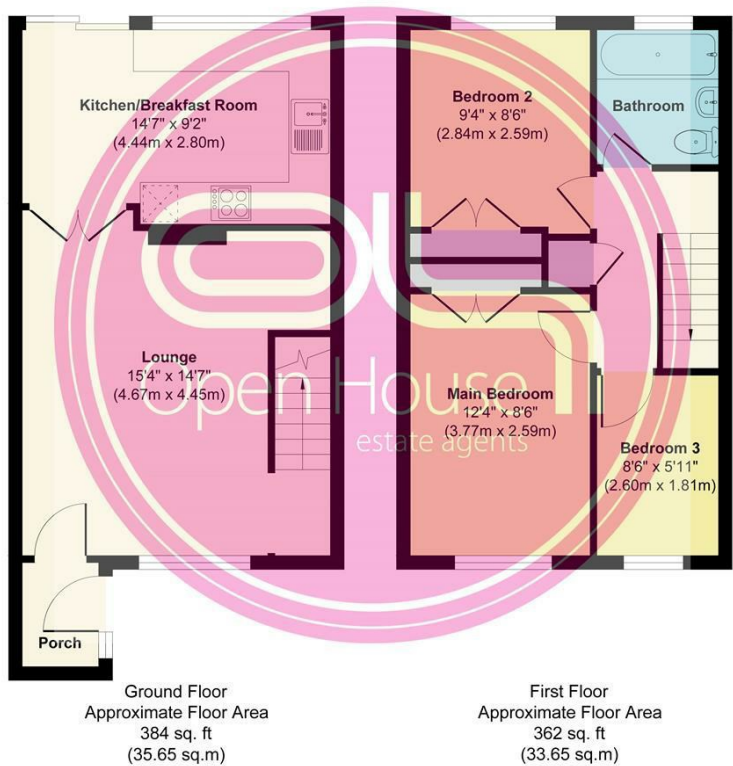 Kitchen/Breakfast Room
14'7" x 9'2"
(4.44m x 2.80m)
Lounge
15'4" x 14'7"
(4.67m x 4.45m)
Porch
Bedroom 2
9'4" x 8'6"
(2.84m x 2.59m)
Bathroom
Main Bedroom
12'4" x 8'6"
(3.77m x 2.59m)
Bedroom 3
8'6" x 5'11"
(2.60m x 1.81m)
Open House
estate agents
Ground Floor
Approximate Floor Area
384 sq. ft
(35.65 sq.m)
First Floor
Approximate Floor Area
362 sq. ft
(33.65 sq.m)